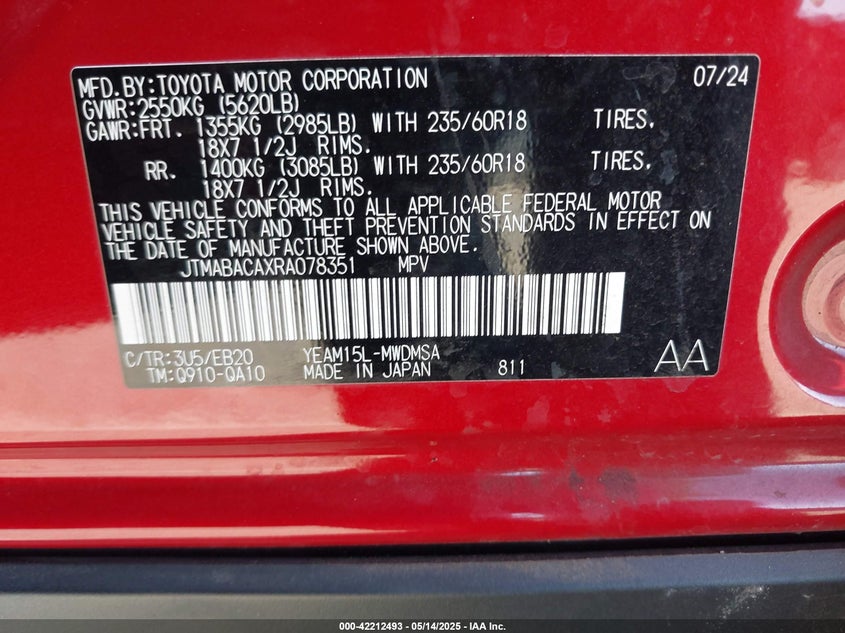 MFD.BY:TOYOTA MOTOR CORPORATION 07/24
GVWR:2550KG (5620LB)
GAWR:FRT. 1355KG (2985LB) WITH 235/60R18 TIRES.
18X7 1/2J RIMS.
RR. 1400KG (3085LB) WITH 235/60R18 TIRES.
18X7 1/2J RIMS.
THIS VEHICLE CONFORMS TO ALL APPLICABLE FEDERAL MOTOR
VEHICLE SAFETY AND THEFT PREVENTION STANDARDS IN EFFECT ON
THE DATE OF MANUFACTURE SHOWN ABOVE.
JTMABACAXRA078351 MPV
C/TR:3U5/EB20 YEAM15L-MWDMSA
TM:Q910-QA10 MADE IN JAPAN 811 AA
000-42212493 - 05/14/2025 - IAA Inc.